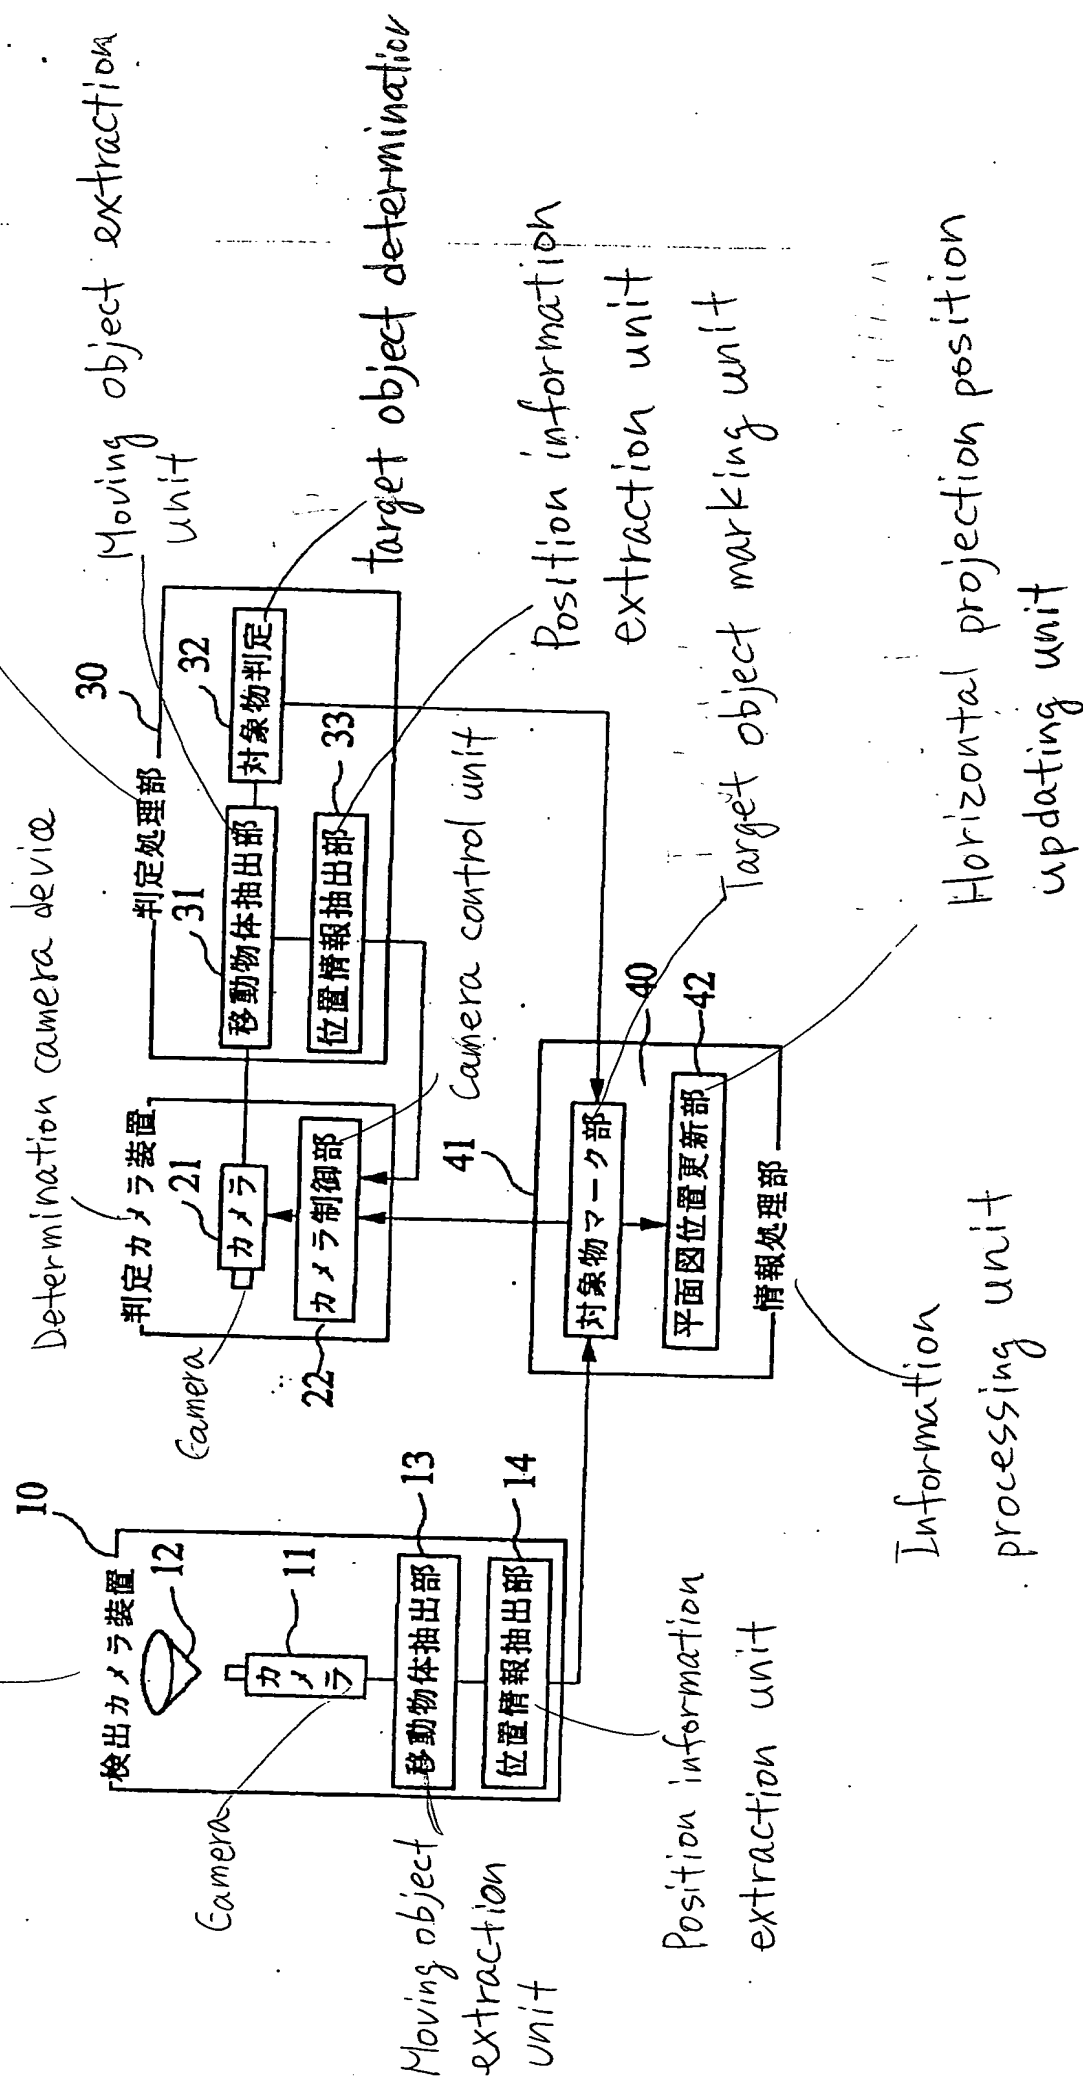 Determination camera device
Moving object extraction
unit
target object determination
Position information
extraction unit
Camera control unit
Target object marking unit
Horizontal projection position
updating unit
Information
processing unit
Camera
Camera
Moving object
extraction
unit
Position information
extraction unit
10
検出カメラ装置
12
11
カメラ
13
移動物体抽出部
14
位置情報抽出部
判定カメラ装置
21
カメラ
22
カメラ制御部
30
判定処理部
31
移動物体抽出部
32
対象物判定
33
位置情報抽出部
40
41
対象物マーク部
42
平面図位置更新部
情報処理部